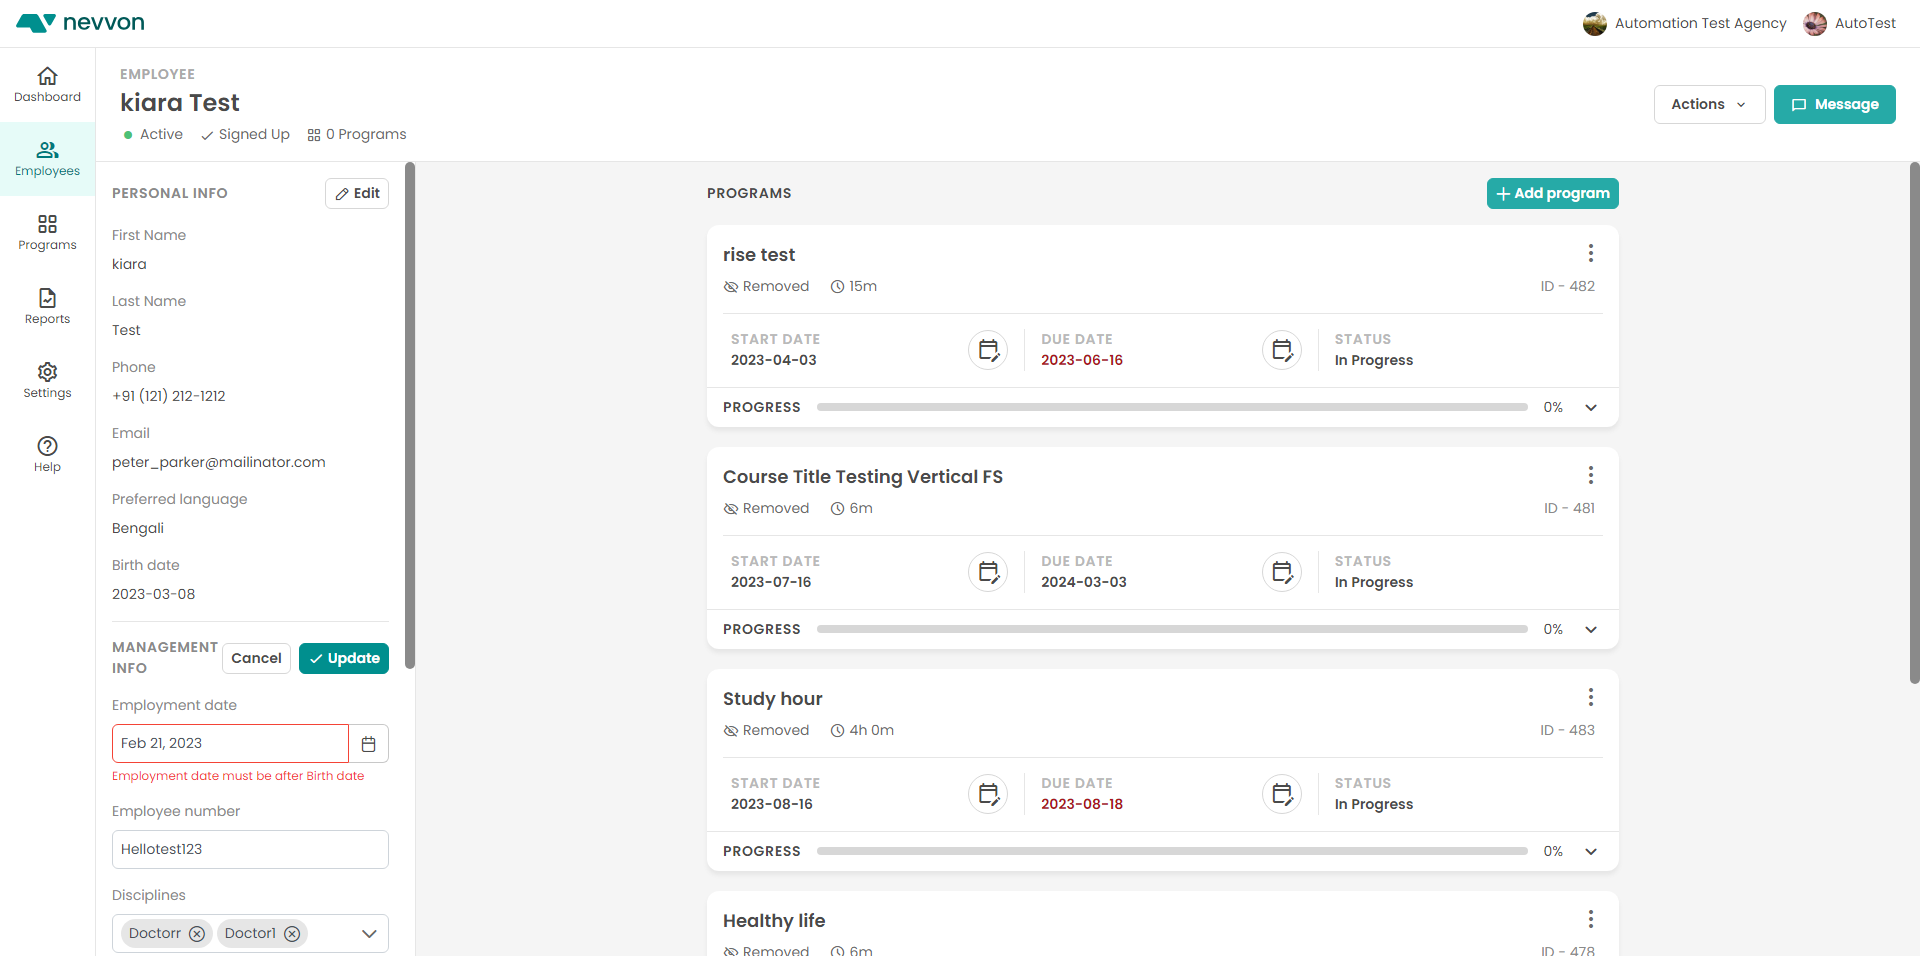 nevvon
Automation Test Agency
AutoTest
Dashboard
Employees
Programs
Reports
Settings
Help
EMPLOYEE
kiara Test
Active
Signed Up
0 Programs
Actions
Message
PERSONAL INFO
Edit
First Name
kiara
Last Name
Test
Phone
+91 (121) 212-1212
Email
peter_parker@mailinator.com
Preferred language
Bengali
Birth date
2023-03-08
MANAGEMENT
INFO
Cancel
Update
Employment date
Feb 21, 2023
Employment date must be after Birth date
Employee number
Hellotest123
Disciplines
Doctorr
Doctor1
PROGRAMS
Add program
rise test
Removed
15m
ID - 482
START DATE
2023-04-03
DUE DATE
2023-06-16
STATUS
In Progress
PROGRESS
0%
Course Title Testing Vertical FS
Removed
6m
ID - 481
START DATE
2023-07-16
DUE DATE
2024-03-03
STATUS
In Progress
PROGRESS
0%
Study hour
Removed
4h 0m
ID - 483
START DATE
2023-08-16
DUE DATE
2023-08-18
STATUS
In Progress
PROGRESS
0%
Healthy life
Removed
6m
ID - 478